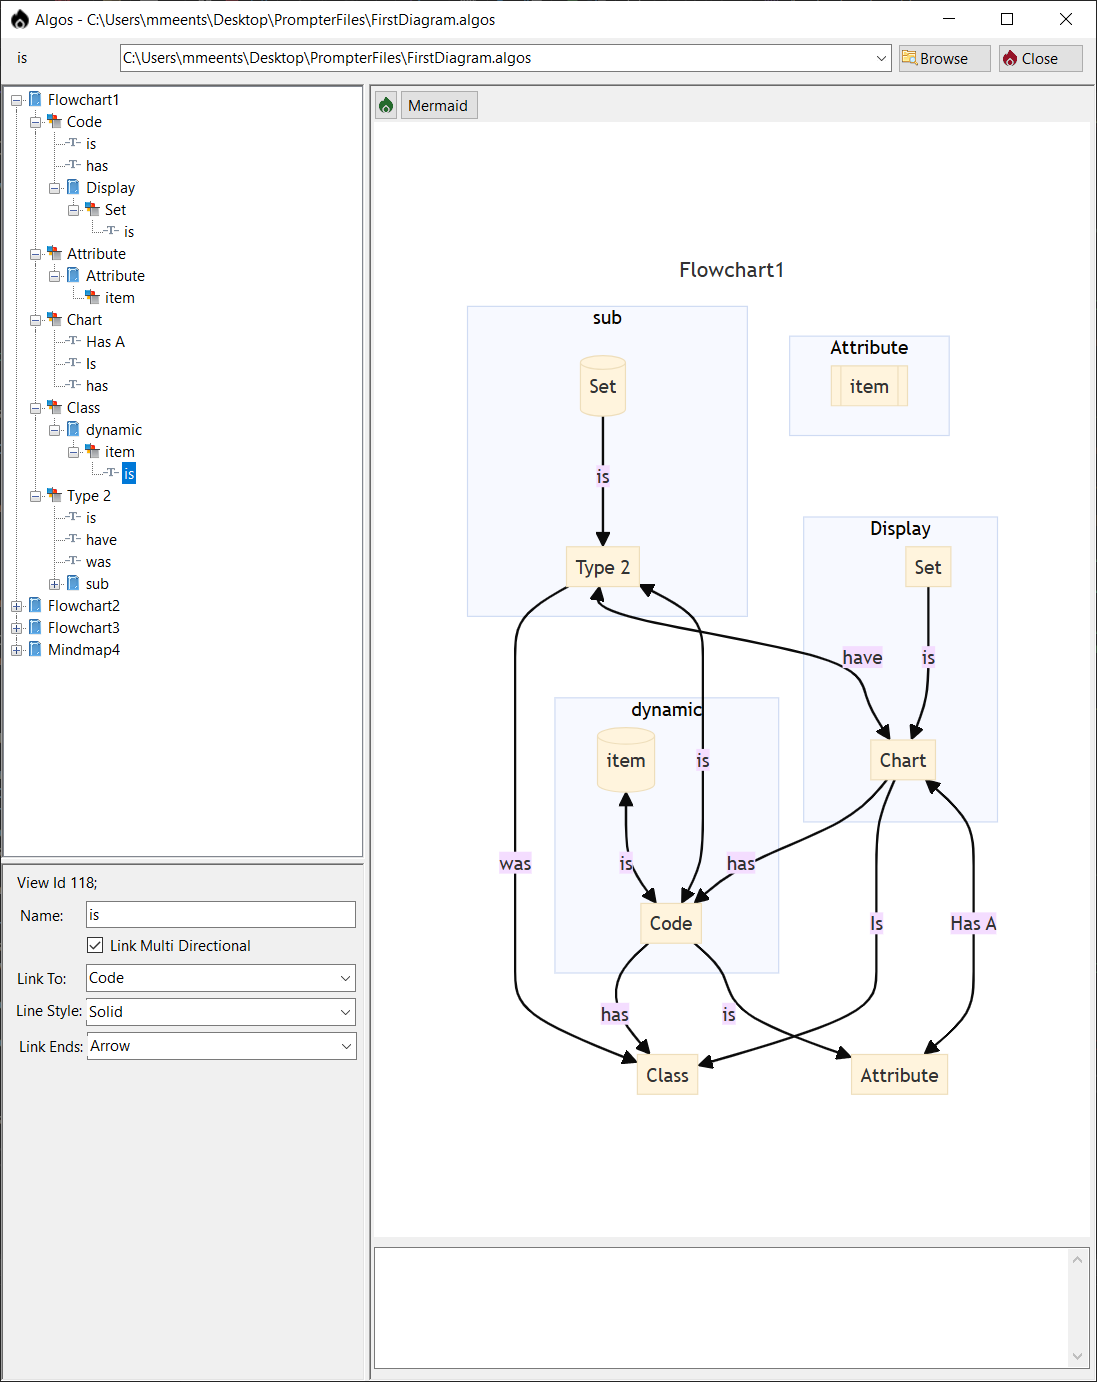 Algos - C:\Users\mmeents\Desktop\PrompterFiles\FirstDiagram.algos
is
C:\Users\mmeents\Desktop\PrompterFiles\FirstDiagram.algos
Browse
Close
Flowchart1
Code
is
has
Display
Set
is
Attribute
Attribute
item
Chart
Has A
Is
has
Class
dynamic
item
is
Type 2
is
have
was
sub
Flowchart2
Flowchart3
Mindmap4
View Id 118;
Name: is
Link Multi Directional
Link To: Code
Line Style: Solid
Link Ends: Arrow
Mermaid
Flowchart1
sub
Attribute
Set
item
is
Display
Type 2
Set
have
is
dynamic
item
is
Chart
was
is
has
Code
Is
Has A
has
is
Class
Attribute